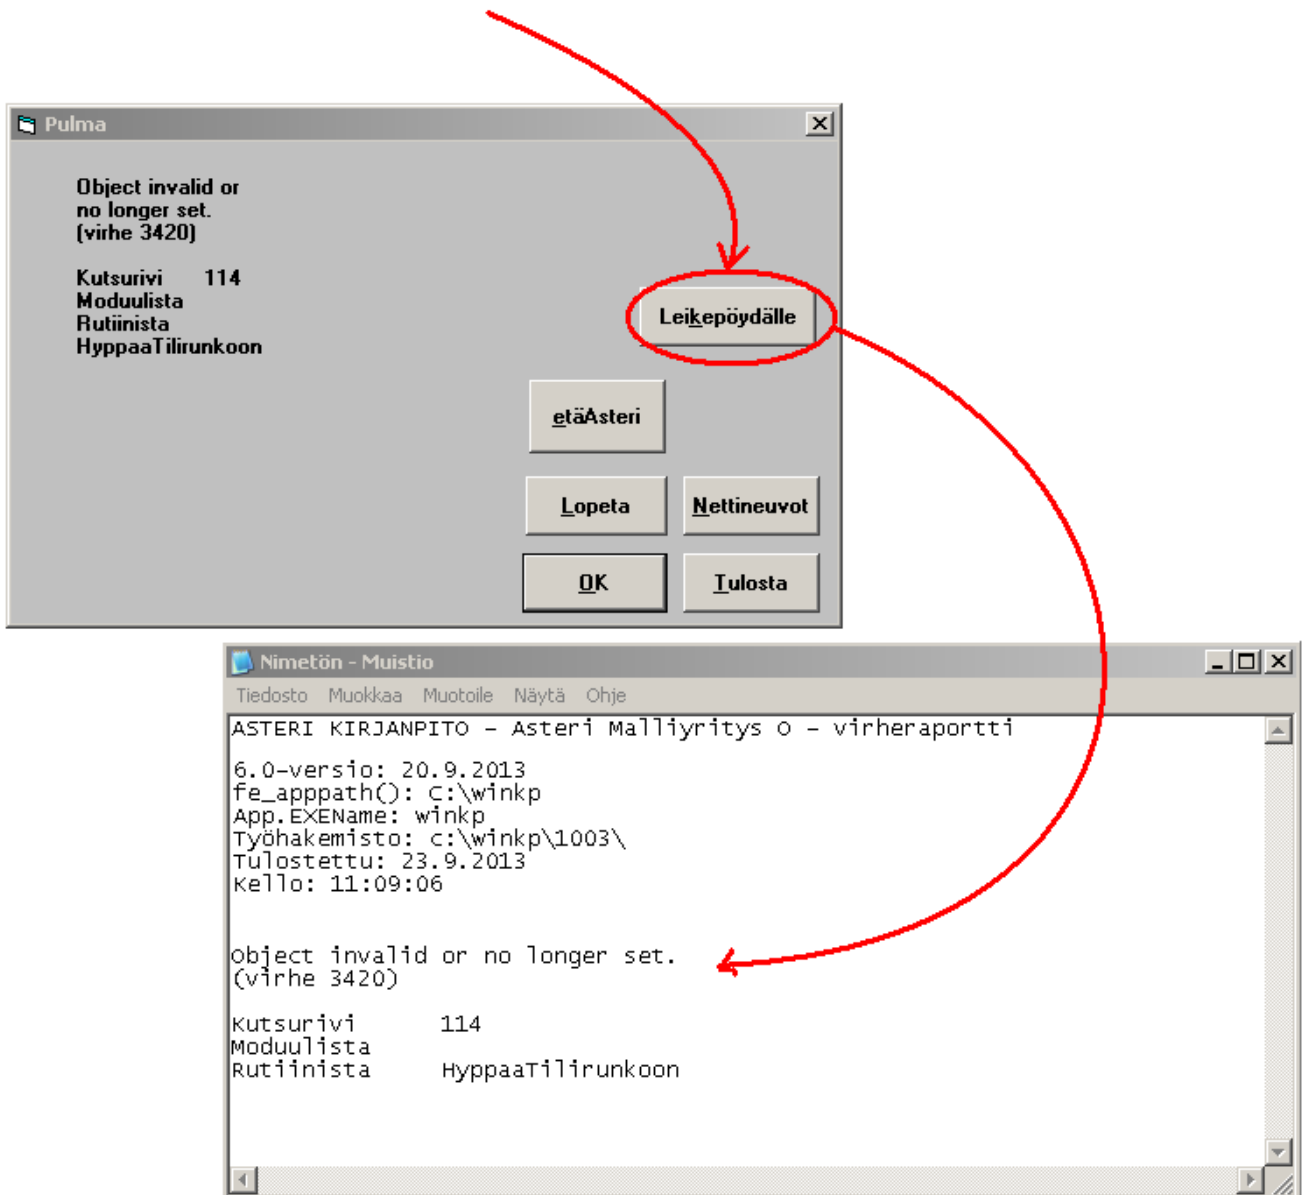 Pulma
Object invalid or
no longer set.
(virhe 3420)
Kutsurivi 114
Moduulista
Rutiinista
HyppaaTilirunkoon
Leikepöydälle
etäAsteri
Lopeta
Nettineuvot
OK
Tulosta
Nimetön - Muistio
Tiedosto Muokkaa Muotoile Näytä Ohje
ASTERI KIRJANPITO - Asteri Malliyritys O - virheraportti
6.0-versio: 20.9.2013
fe_apppath(): C:\winkp
App.EXEName: winkp
Työhakemisto: c:\winkp\1003\
Tulostettu: 23.9.2013
Kello: 11:09:06
Object invalid or no longer set.
(virhe 3420)
Kutsurivi 114
Moduulista
Rutiinista HyppaaTilirunkoon